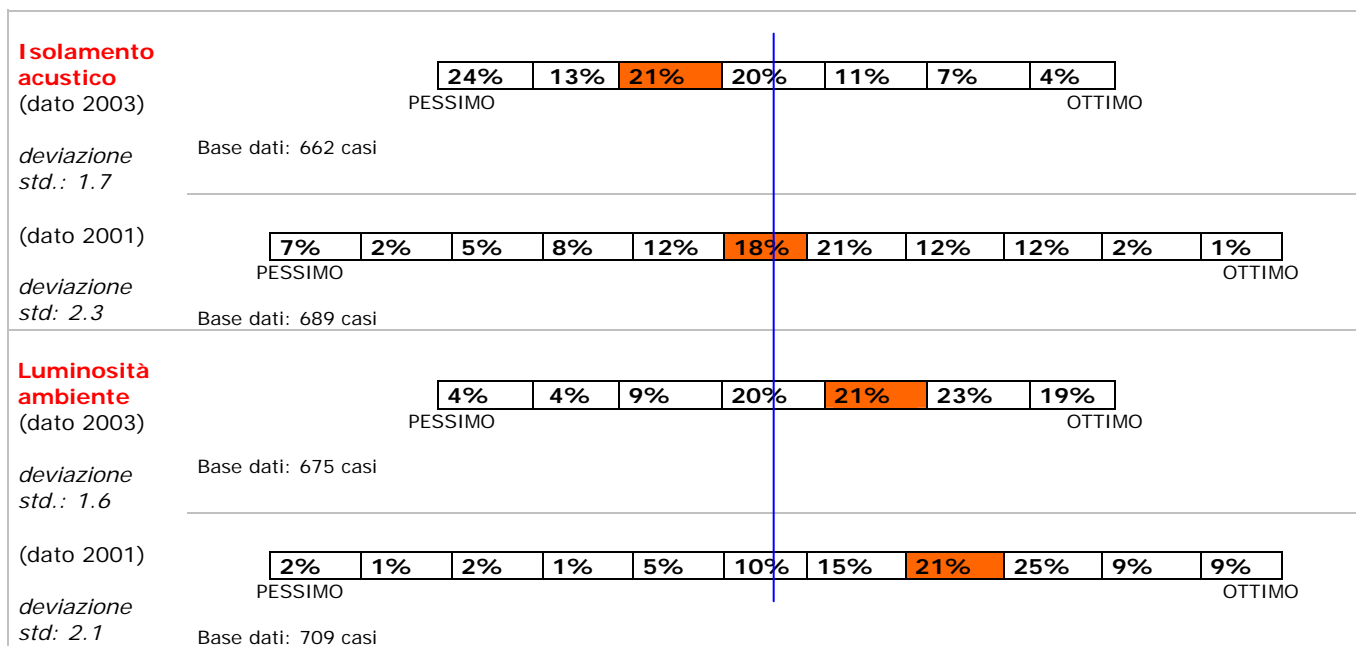 Isolamento
acustico
(dato 2003)
24% 13% 21% 20% 11% 7% 4%
PESSIMO OTTIMO
deviazione
std.: 1.7
Base dati: 662 casi
(dato 2001)
7% 2% 5% 8% 12% 18% 21% 12% 12% 2% 1%
PESSIMO OTTIMO
deviazione
std: 2.3
Base dati: 689 casi
Luminosità
ambiente
(dato 2003)
4% 4% 9% 20% 21% 23% 19%
PESSIMO OTTIMO
deviazione
std.: 1.6
Base dati: 675 casi
(dato 2001)
2% 1% 2% 1% 5% 10% 15% 21% 25% 9% 9%
PESSIMO OTTIMO
deviazione
std: 2.1
Base dati: 709 casi